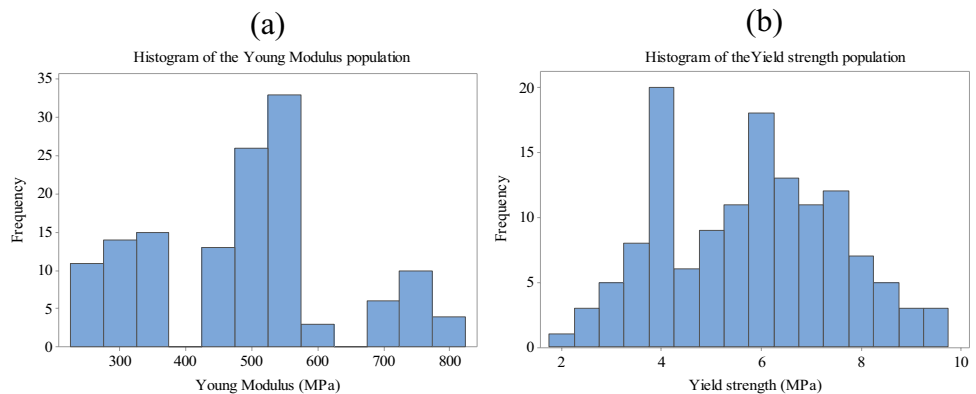 (a)
Histogram of the Young Modulus population
35
30
25
20
15
10
5
0
Frequency
300 400 500 600 700 800
Young Modulus (MPa)
(b)
Histogram of theYield strength population
20
15
10
5
0
Frequency
2 4 6 8 10
Yield strength (MPa)